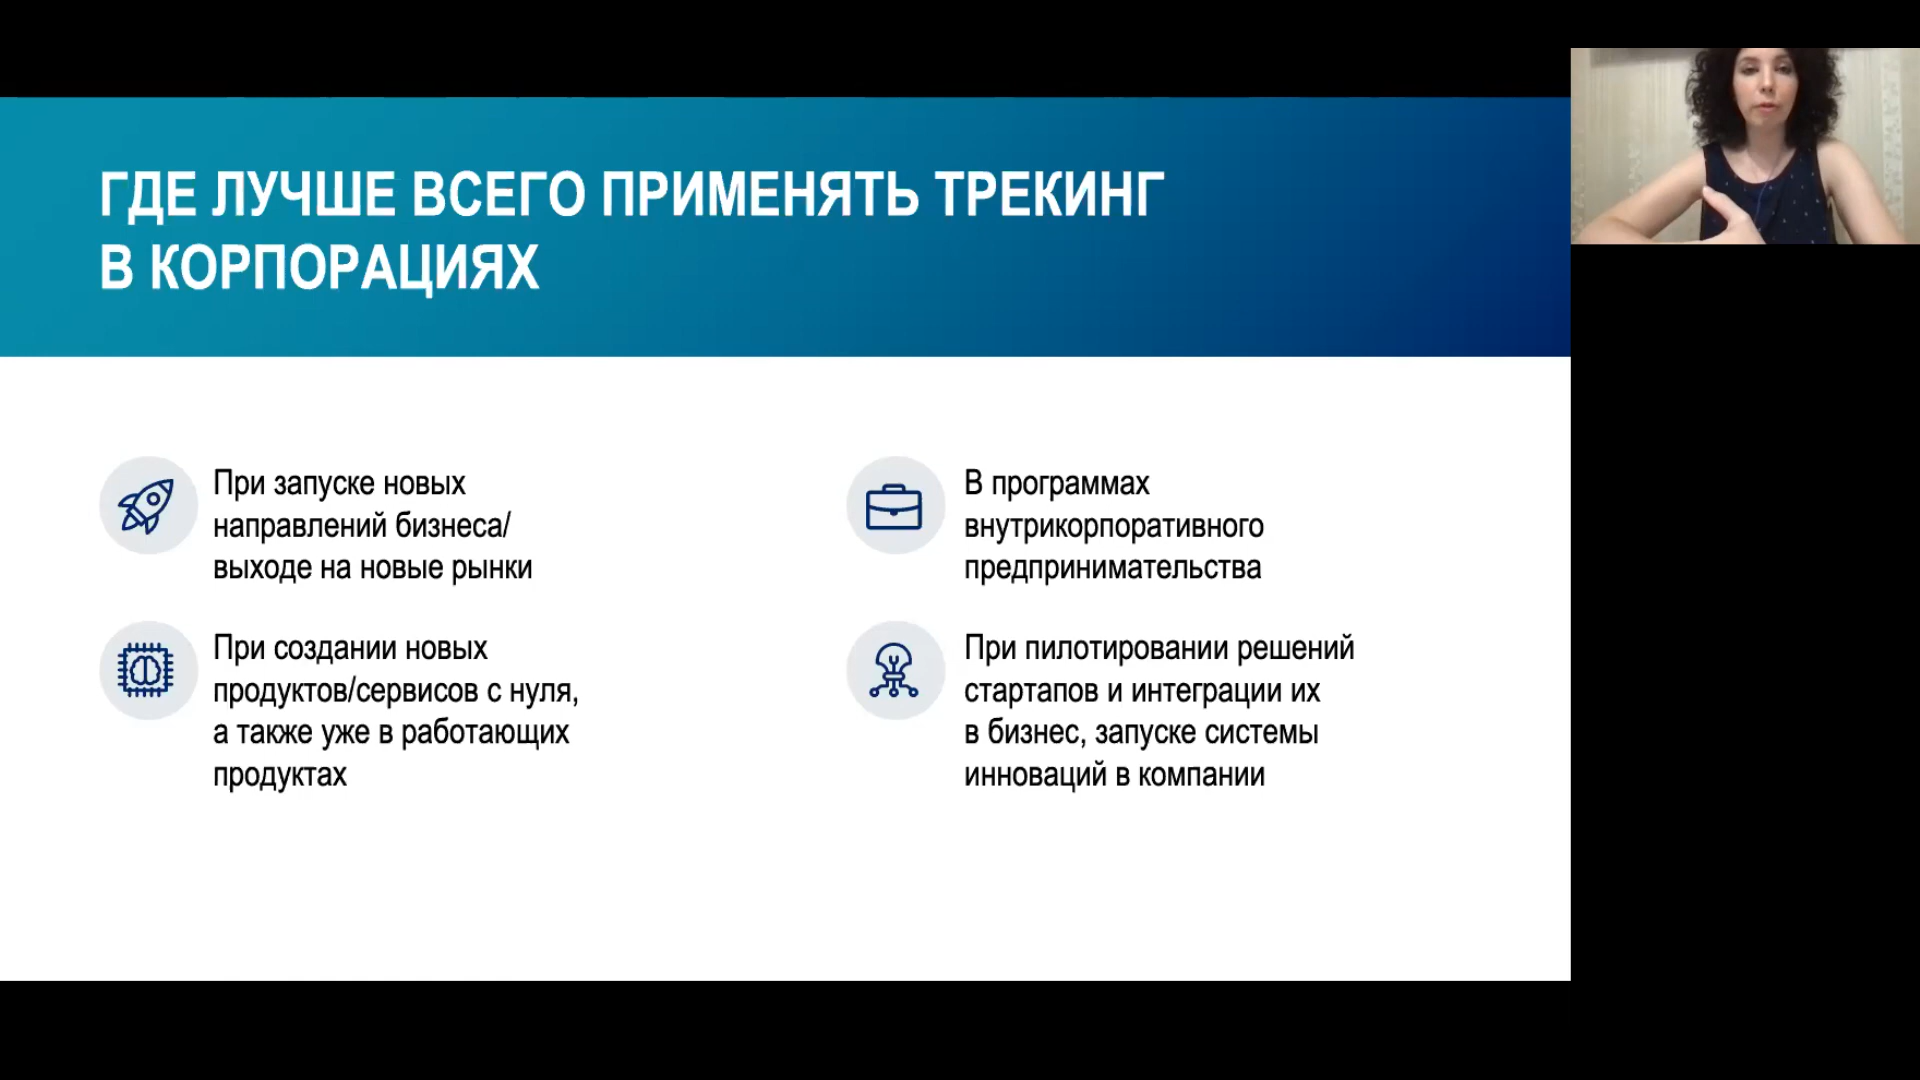 ГДЕ ЛУЧШЕ ВСЕГО ПРИМЕНЯТЬ ТРЕКИНГ
В КОРПОРАЦИЯХ
При запуске новых
направлений бизнеса/
выходе на новые рынки
При создании новых
продуктов/сервисов с нуля,
а также уже в работающих
продуктах
В программах
внутрикорпоративного
предпринимательства
При пилотировании решений
стартапов и интеграции их
в бизнес, запуске системы
инноваций в компании